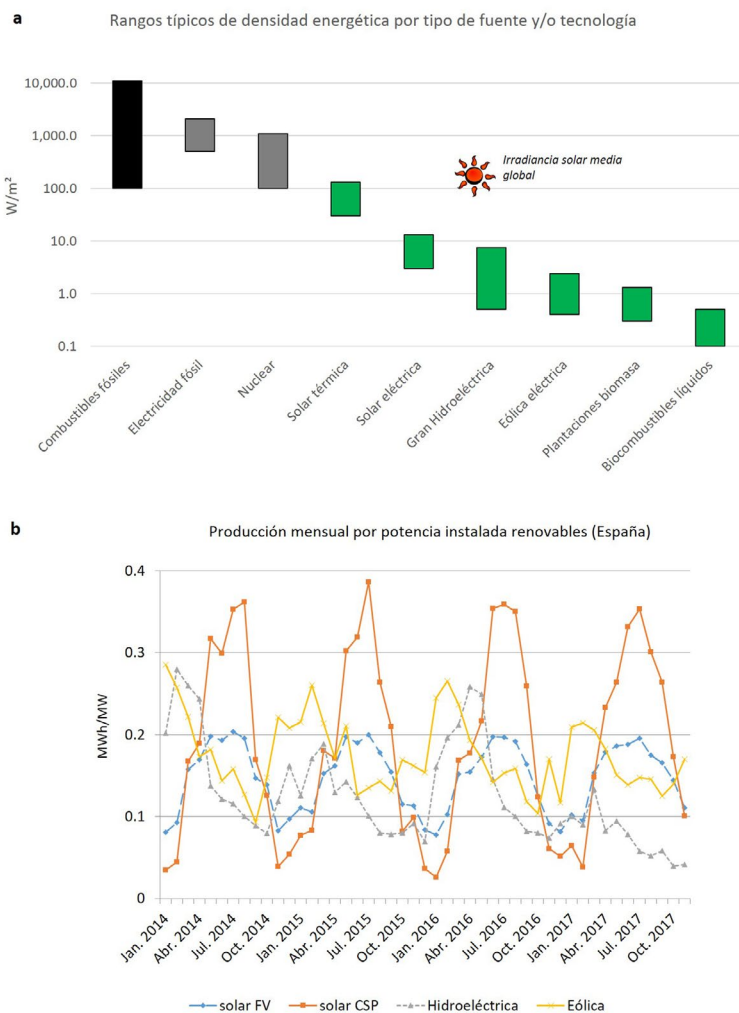 a
Rangos típicos de densidad energética por tipo de fuente y/o tecnología
10,000.0
1,000.0
100.0
10.0
1.0
0.1
W/m²
Irradiancia solar media
global
Combustibles fósiles
Electricidad fósil
Nuclear
Solar térmica
Solar eléctrica
Gran Hidroeléctrica
Eólica eléctrica
Plantaciones biomasa
Biocombustibles líquidos
b
Producción mensual por potencia instalada renovables (España)
0.4
0.3
0.2
0.1
0
MWh/MW
Jan. 2014
Abr. 2014
Jul. 2014
Oct. 2014
Jan. 2015
Abr. 2015
Jul. 2015
Oct. 2015
Jan. 2016
Abr. 2016
Jul. 2016
Oct. 2016
Jan. 2017
Abr. 2017
Jul. 2017
Oct. 2017
solar FV
solar CSP
Hidroeléctrica
Eólica